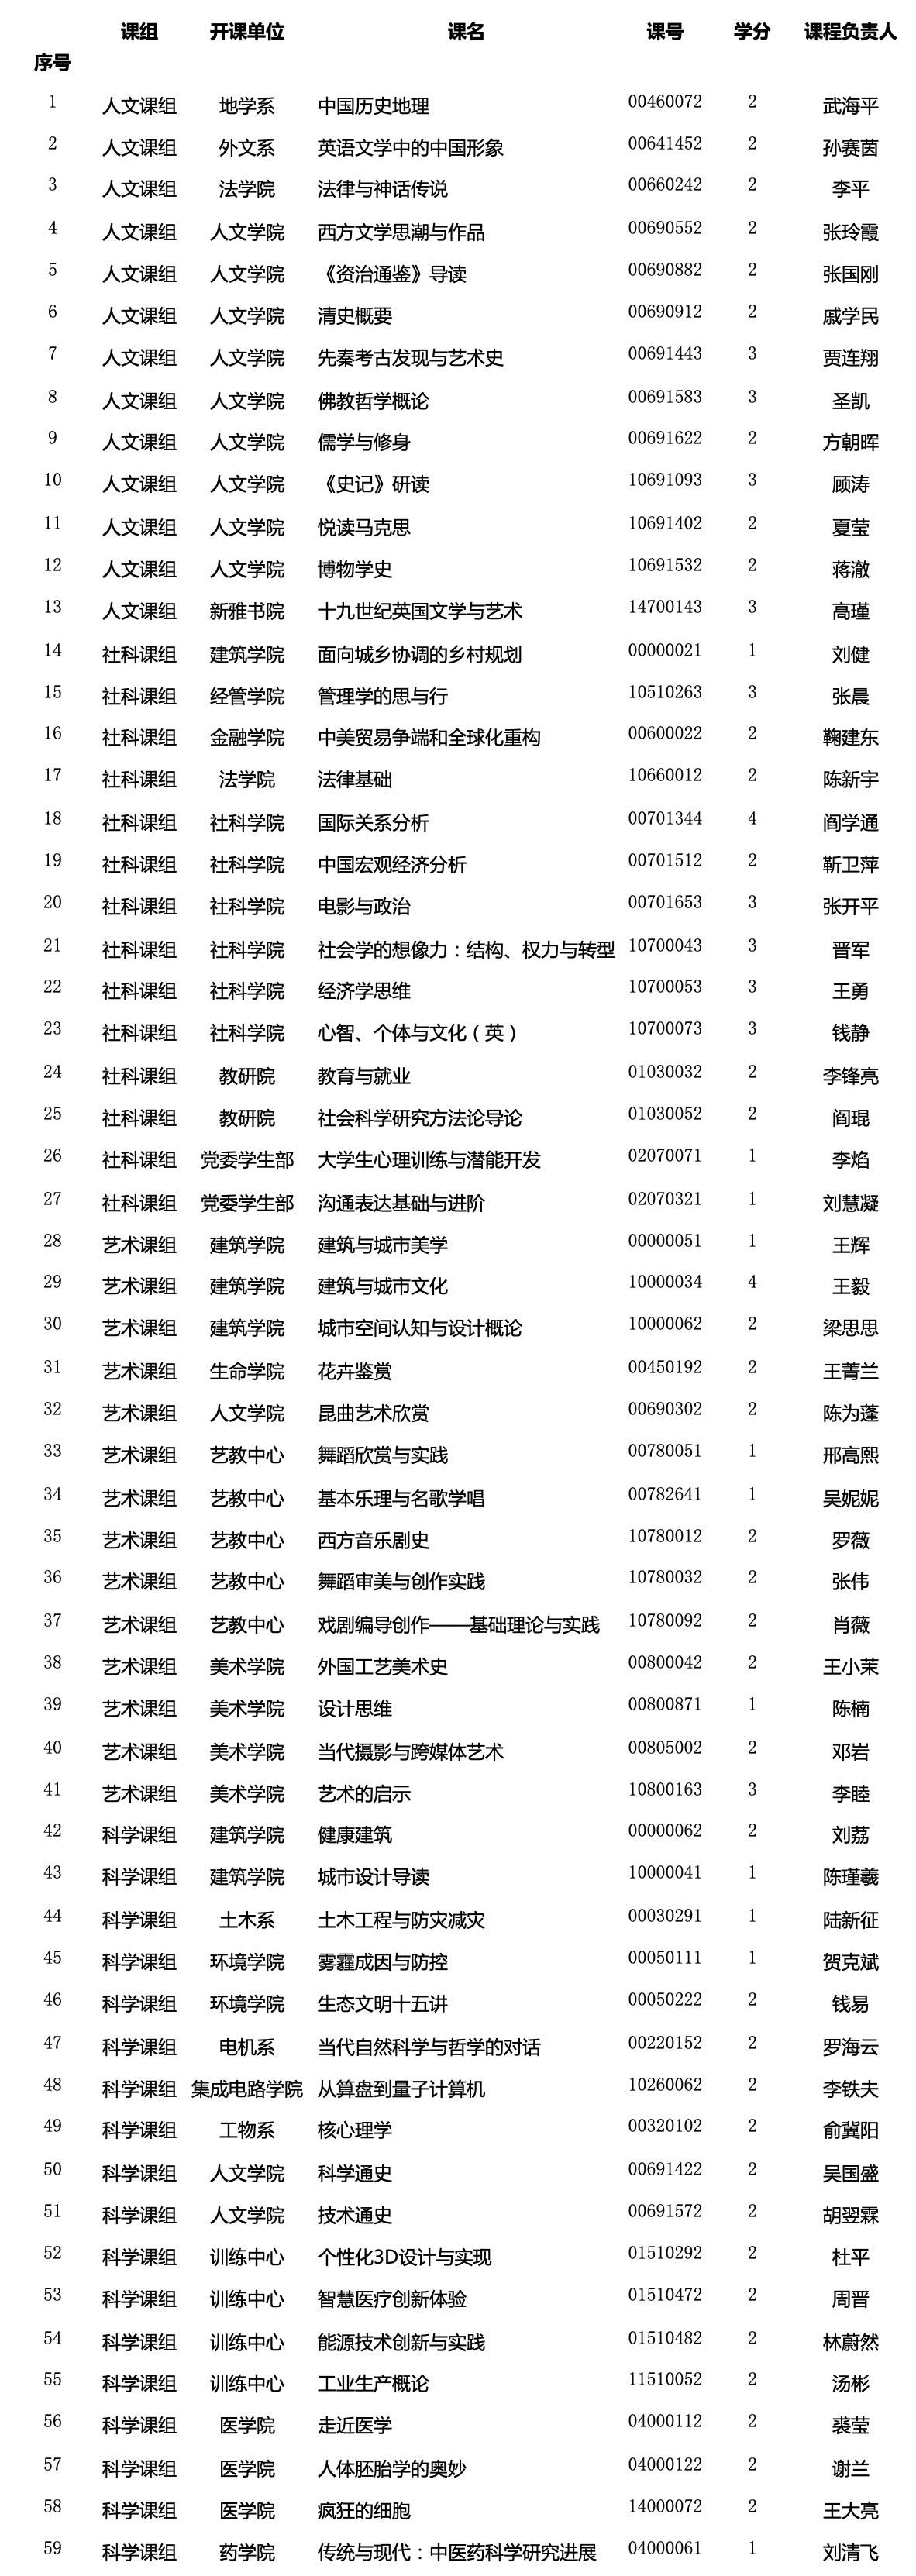 课组 开课单位 课名 课号 学分 课程负责人
序号
1 人文课组 地学系 中国历史地理 00460072 2 武海平
2 人文课组 外文系 英语文学中的中国形象 00641452 2 孙赛茵
3 人文课组 法学院 法律与神话传说 00660242 2 李平
4 人文课组 人文学院 西方文学思潮与作品 00690552 2 张玲霞
5 人文课组 人文学院 《资治通鉴》导读 00690882 2 张国刚
6 人文课组 人文学院 清史概要 00690912 2 戚学民
7 人文课组 人文学院 先秦考古发现与艺术史 00691443 3 贾连翔
8 人文课组 人文学院 佛教哲学概论 00691583 3 圣凯
9 人文课组 人文学院 儒学与修身 00691622 2 方朝晖
10 人文课组 人文学院 《史记》研读 10691093 3 顾涛
11 人文课组 人文学院 悦读马克思 10691402 2 夏莹
12 人文课组 人文学院 博物学史 10691532 2 蒋澈
13 人文课组 新雅书院 十九世纪英国文学与艺术 14700143 3 高瑾
14 社科课组 建筑学院 面向城乡协调的乡村规划 00000021 1 刘健
15 社科课组 经管学院 管理学的思与行 10510263 3 张晨
16 社科课组 金融学院 中美贸易争端和全球化重构 00600022 2 鞠建东
17 社科课组 法学院 法律基础 10660012 2 陈新宇
18 社科课组 社科学院 国际关系分析 00701344 4 阎学通
19 社科课组 社科学院 中国宏观经济分析 00701512 2 靳卫萍
20 社科课组 社科学院 电影与政治 00701653 3 张开平
21 社科课组 社科学院 社会学的想像力：结构、权力与转型 10700043 3 晋军
22 社科课组 社科学院 经济学思维 10700053 3 王勇
23 社科课组 社科学院 心智、个体与文化（英） 10700073 3 钱静
24 社科课组 教研院 教育与就业 01030032 2 李锋亮
25 社科课组 教研院 社会科学研究方法论导论 01030052 2 阎琨
26 社科课组 党委学生部 大学生心理训练与潜能开发 02070071 1 李焰
27 社科课组 党委学生部 沟通表达基础与进阶 02070321 1 刘慧凝
28 艺术课组 建筑学院 建筑与城市美学 00000051 1 王辉
29 艺术课组 建筑学院 建筑与城市文化 10000034 4 王毅
30 艺术课组 建筑学院 城市空间认知与设计概论 10000062 2 梁思思
31 艺术课组 生命学院 花卉鉴赏 00450192 2 王菁兰
32 艺术课组 人文学院 昆曲艺术欣赏 00690302 2 陈为蓬
33 艺术课组 艺教中心 舞蹈欣赏与实践 00780051 1 邢高熙
34 艺术课组 艺教中心 基本乐理与名歌学唱 00782641 1 吴妮妮
35 艺术课组 艺教中心 西方音乐剧史 10780012 2 罗薇
36 艺术课组 艺教中心 舞蹈审美与创作实践 10780032 2 张伟
37 艺术课组 艺教中心 戏剧编导创作——基础理论与实践 10780092 2 肖薇
38 艺术课组 美术学院 外国工艺美术史 00800042 2 王小茉
39 艺术课组 美术学院 设计思维 00800871 1 陈楠
40 艺术课组 美术学院 当代摄影与跨媒体艺术 00805002 2 邓岩
41 艺术课组 美术学院 艺术的启示 10800163 3 李睦
42 科学课组 建筑学院 健康建筑 00000062 2 刘荔
43 科学课组 建筑学院 城市设计导读 10000041 1 陈瑾羲
44 科学课组 土木系 土木工程与防灾减灾 00030291 1 陆新征
45 科学课组 环境学院 雾霾成因与防控 00050111 1 贺克斌
46 科学课组 环境学院 生态文明十五讲 00050222 2 钱易
47 科学课组 电机系 当代自然科学与哲学的对话 00220152 2 罗海云
48 科学课组 集成电路学院 从算盘到量子计算机 10260062 2 李铁夫
49 科学课组 工物系 核心理学 00320102 2 俞冀阳
50 科学课组 人文学院 科学通史 00691422 2 吴国盛
51 科学课组 人文学院 技术通史 00691572 2 胡翌霖
52 科学课组 训练中心 个性化3D设计与实现 01510292 2 杜平
53 科学课组 训练中心 智慧医疗创新体验 01510472 2 周晋
54 科学课组 训练中心 能源技术创新与实践 01510482 2 林蔚然
55 科学课组 训练中心 工业生产概论 11510052 2 汤彬
56 科学课组 医学院 走近医学 04000112 2 裘莹
57 科学课组 医学院 人体胚胎学的奥妙 04000122 2 谢兰
58 科学课组 医学院 疯狂的细胞 14000072 2 王大亮
59 科学课组 药学院 传统与现代：中医药科学研究进展 04000061 1 刘清飞